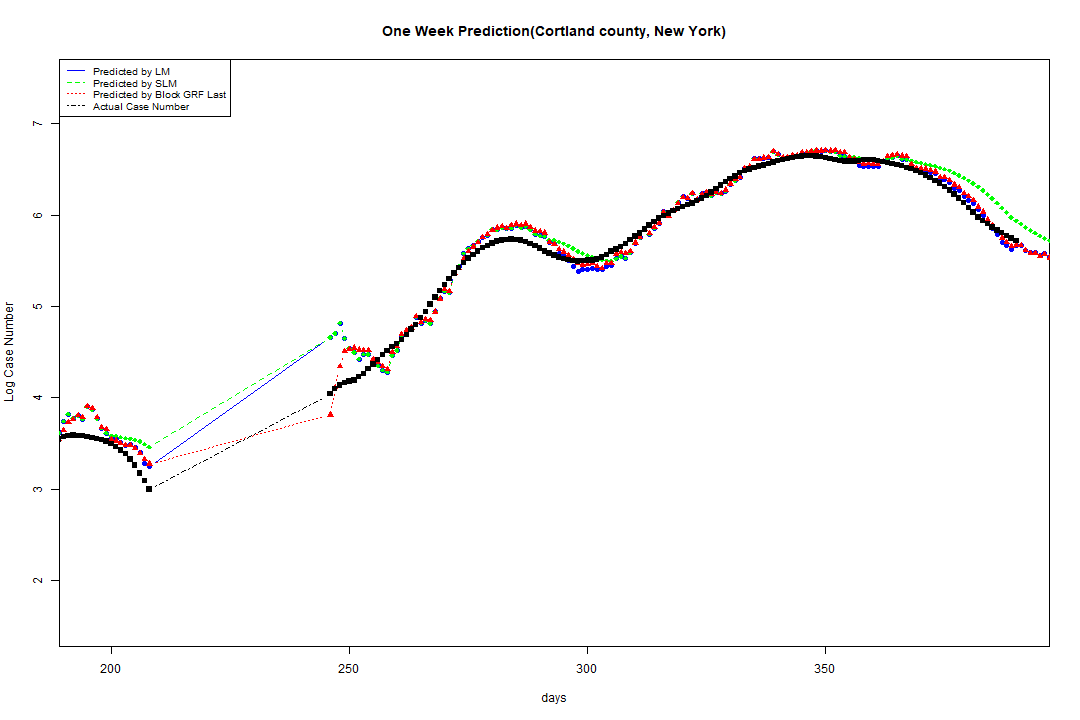 One Week Prediction(Cortland county, New York)
Predicted by LM
Predicted by SLM
Predicted by Block GRF Last
Actual Case Number
7
6
5
4
3
2
Log Case Number
200 250 300 350
days